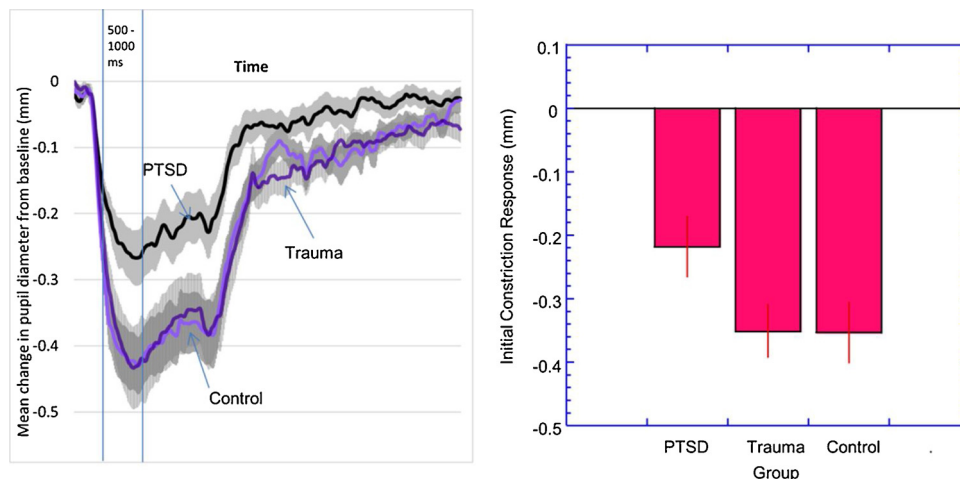 500 -
1000
ms
Time
Mean change in pupil diameter from baseline (mm)
0
-0.1
-0.2
-0.3
-0.4
-0.5
PTSD
Trauma
Control
Initial Constriction Response (mm)
0.1
0
-0.1
-0.2
-0.3
-0.4
-0.5
PTSD Trauma Control .
Group